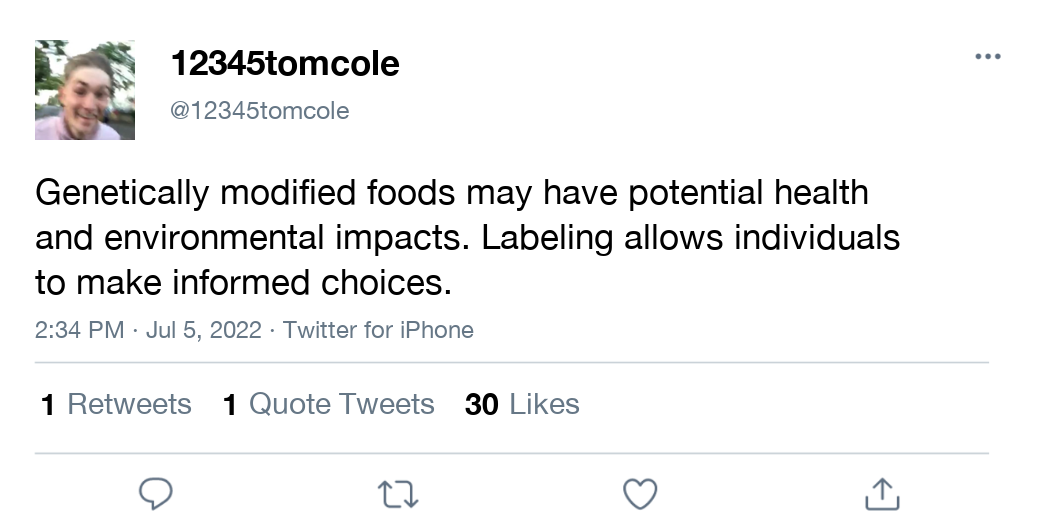 12345tomcole
@12345tomcole
Genetically modified foods may have potential health
and environmental impacts. Labeling allows individuals
to make informed choices.
2:34 PM · Jul 5, 2022 · Twitter for iPhone
1 Retweets 1 Quote Tweets 30 Likes